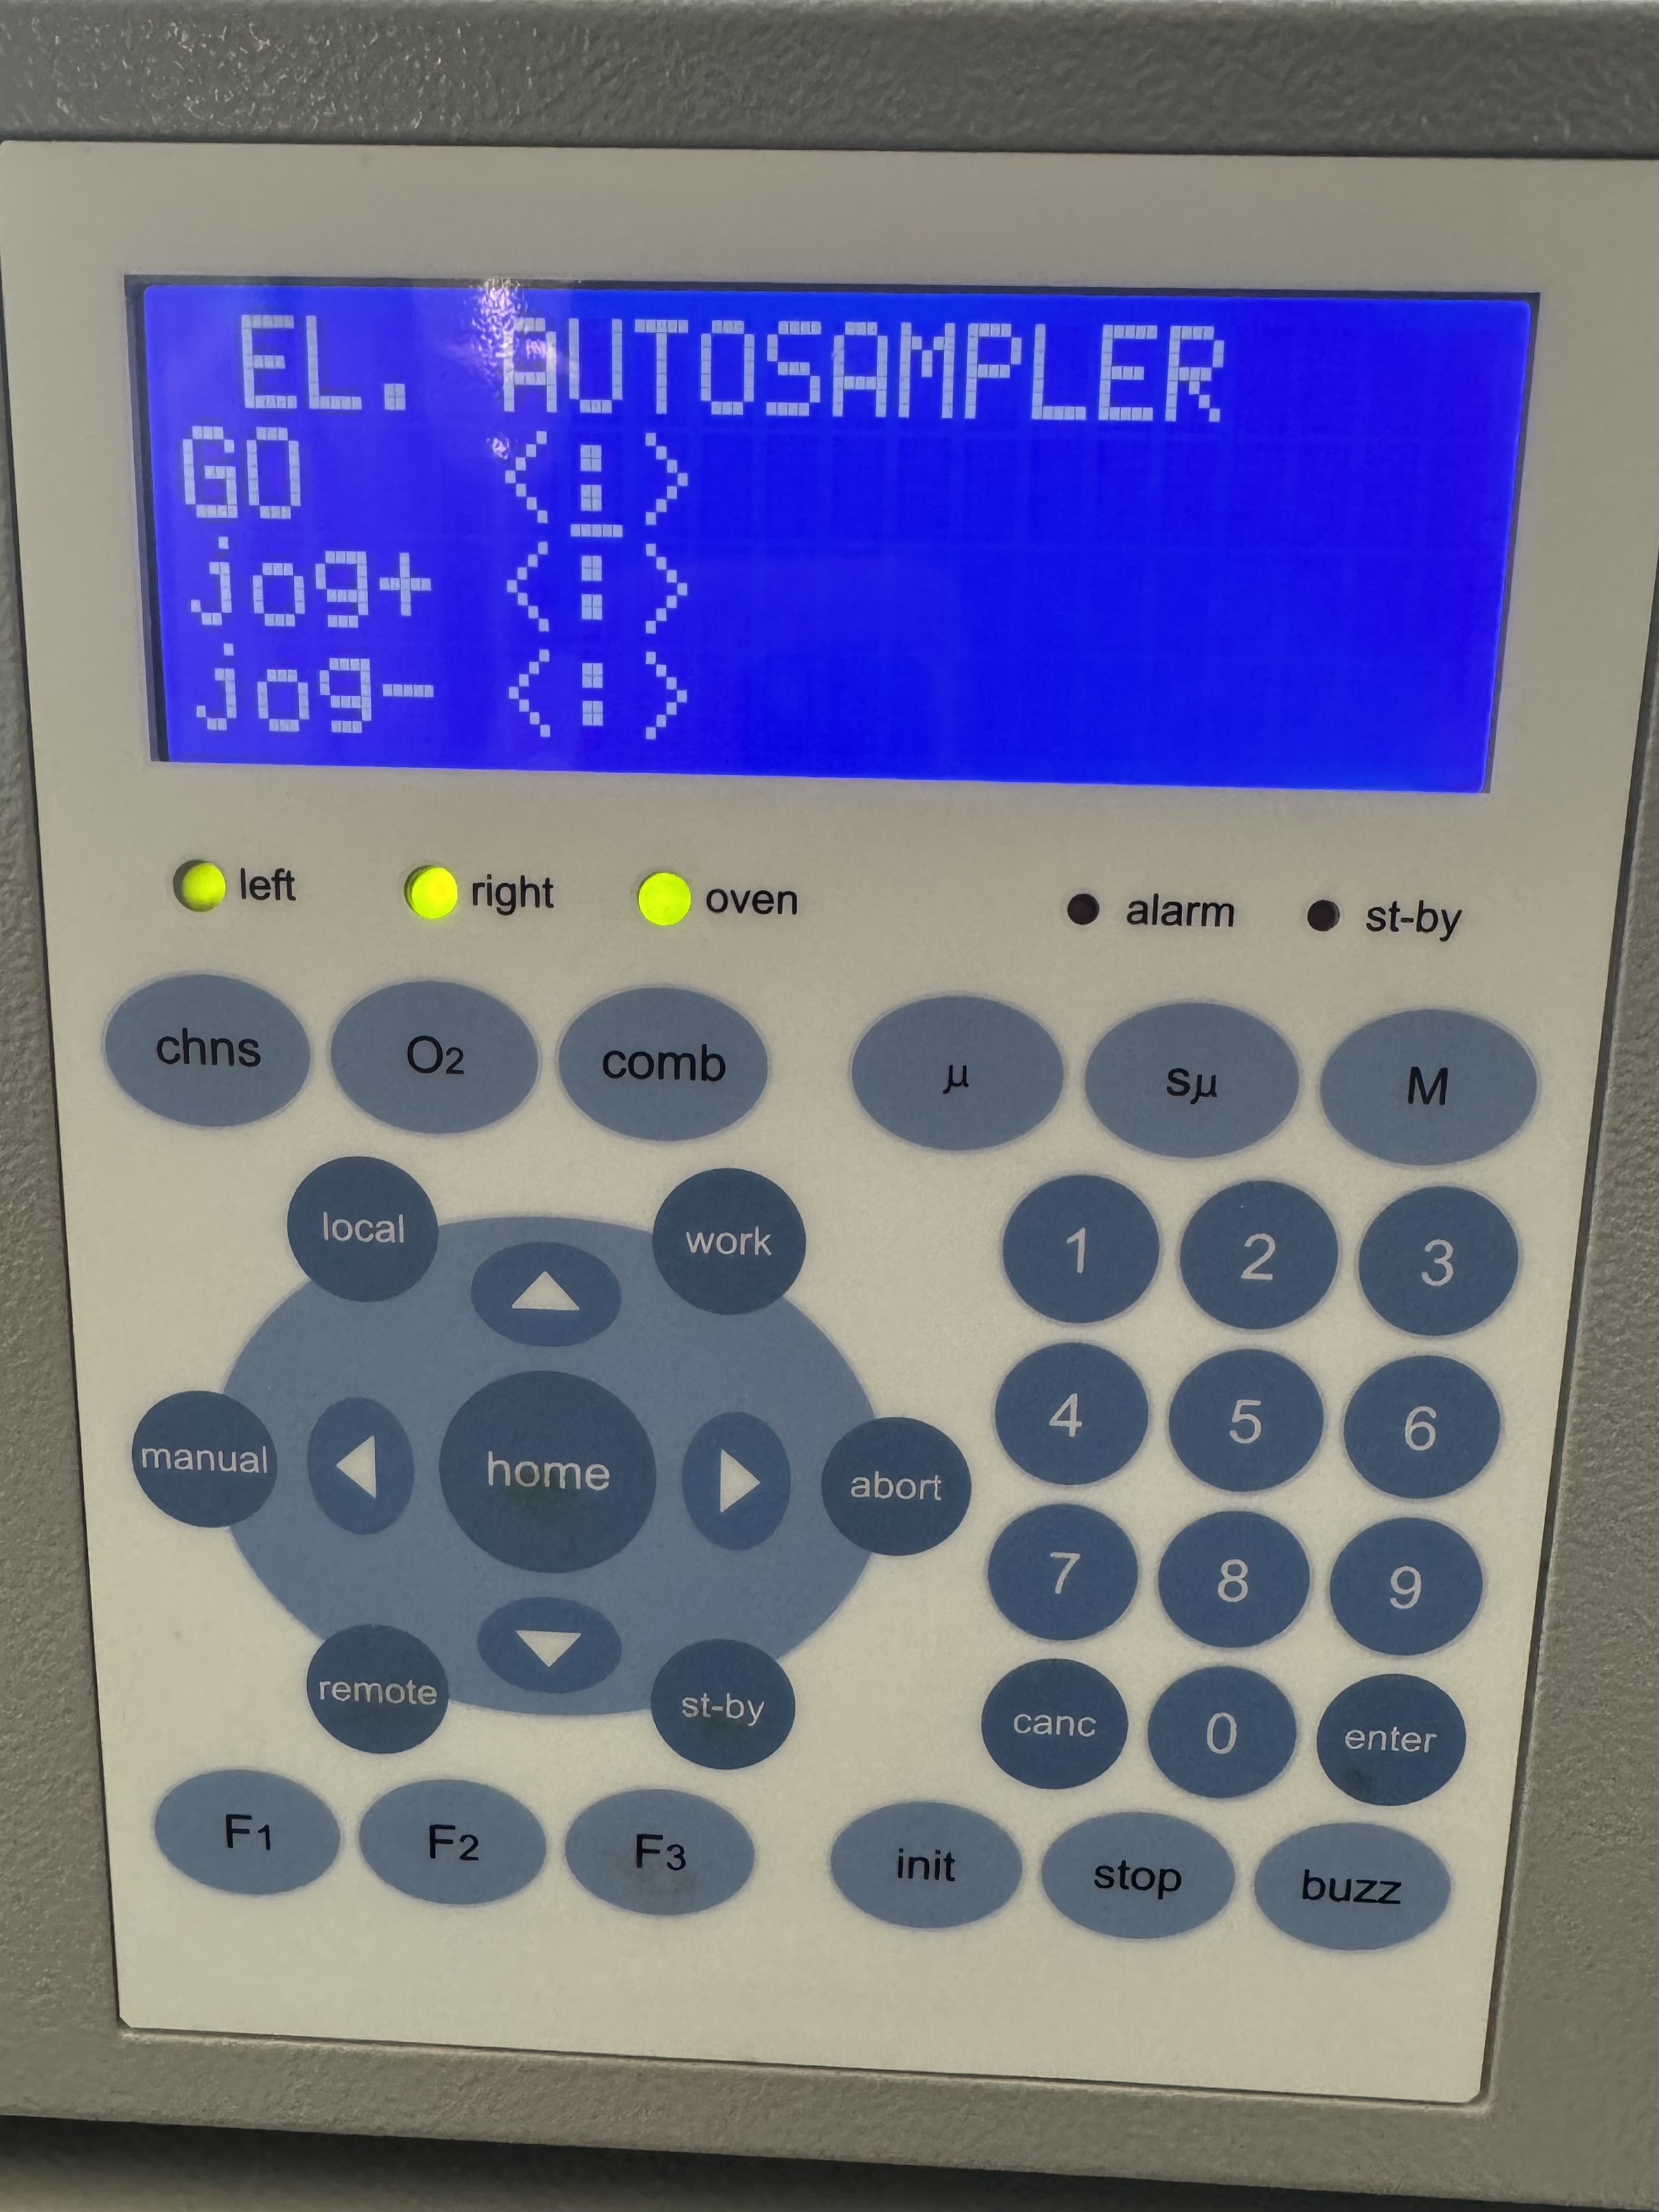 EL. AUTOSAMPLER
GO <:>
jog+ <:>
jog- <:>
left right oven alarm st-by
chns O2 comb μ sμ M
local work 1 2 3
manual home abort 4 5 6
7 8 9
remote st-by canc 0 enter
F1 F2 F3 init stop buzz